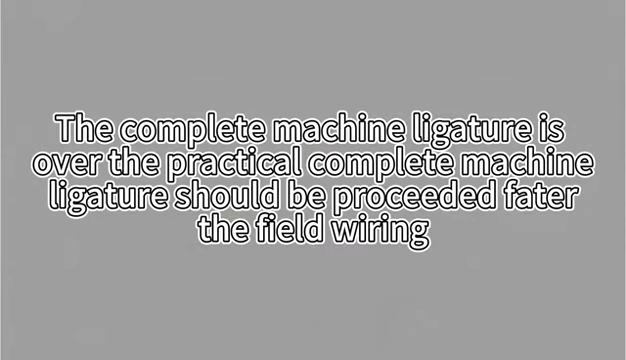 The complete machine ligature is
over the practical complete machine
ligature should be proceeded fater
the field wiring